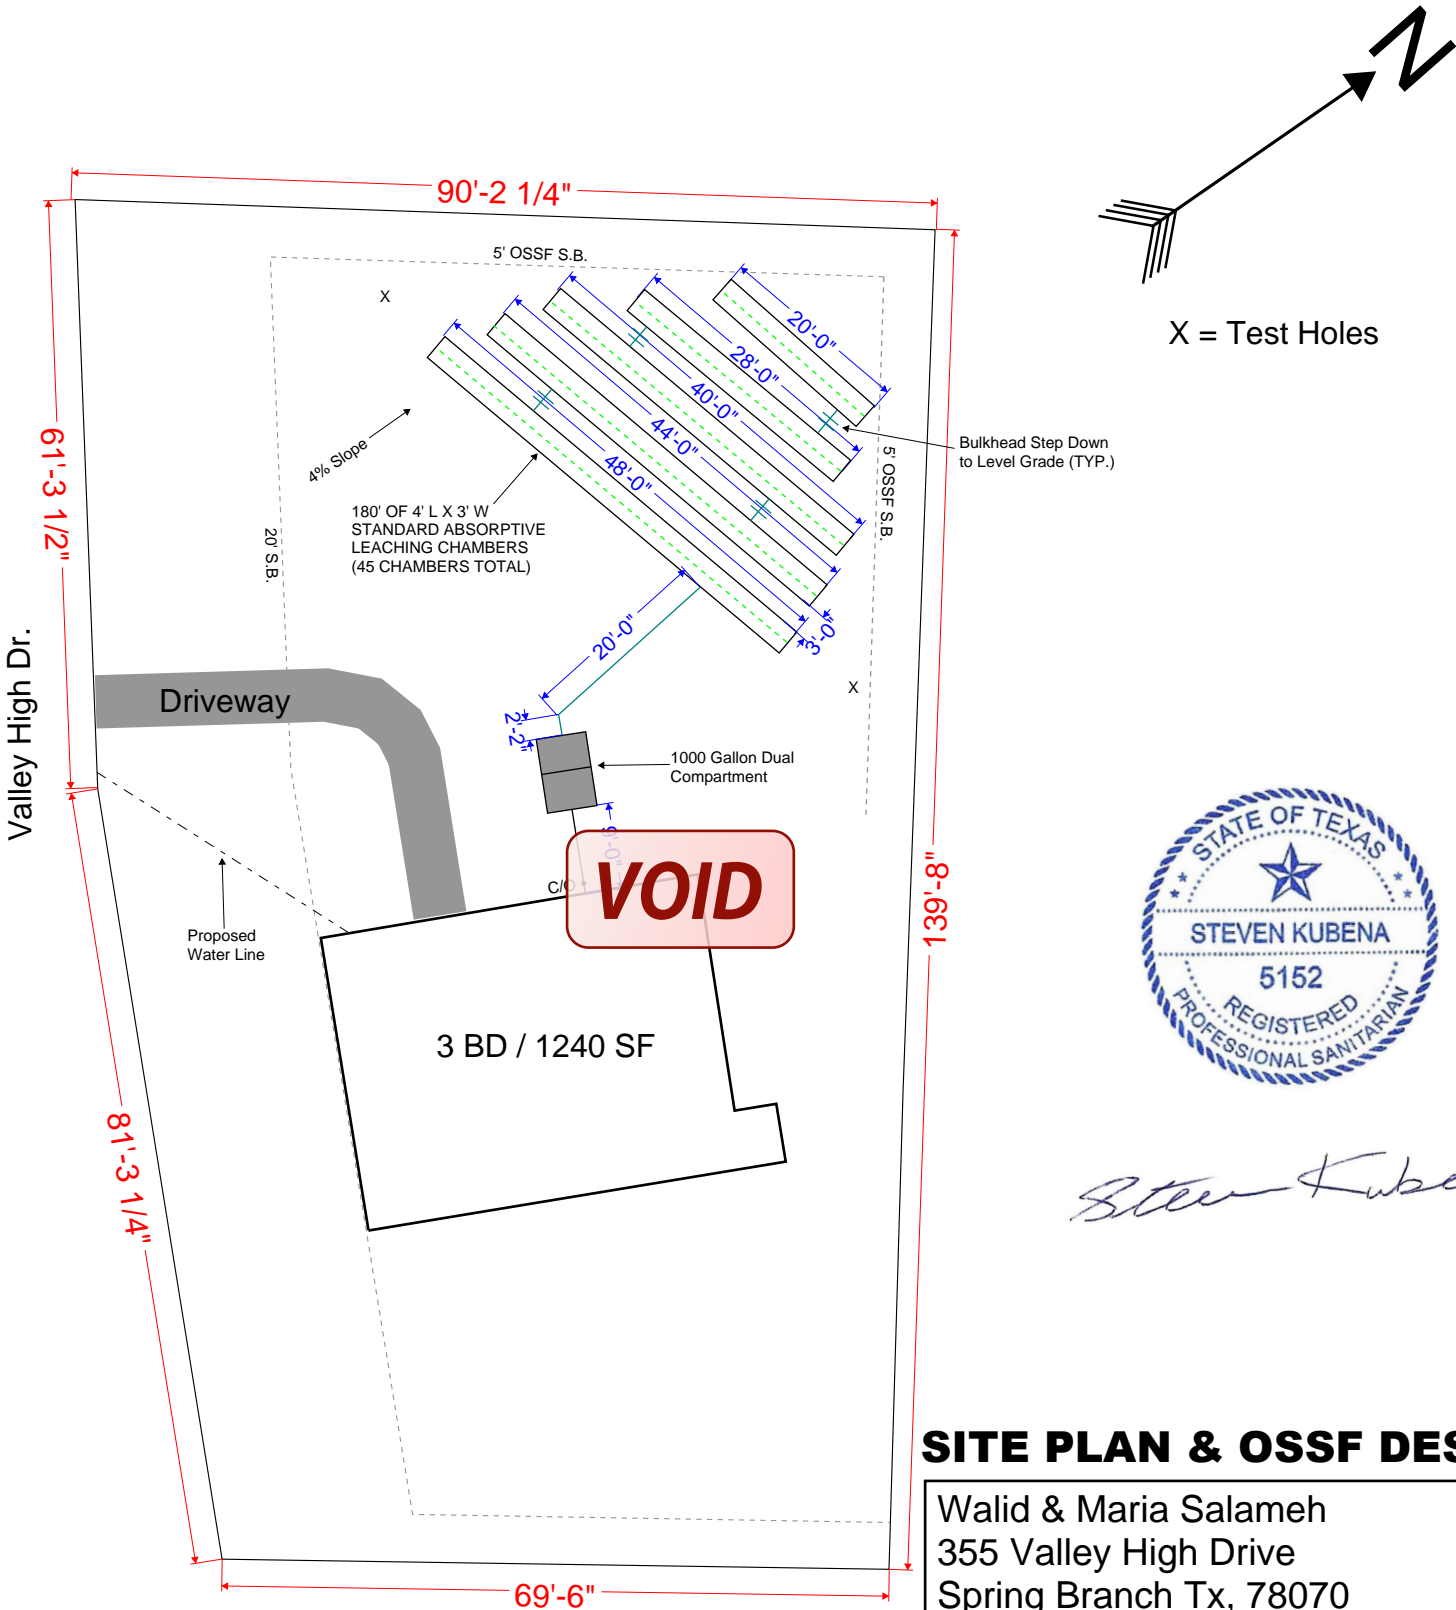 N
90'-2 1/4"
5' OSSF S.B.
X
20'-0"
28'-0"
40'-0"
44'-0"
48'-0"
X = Test Holes
4% Slope
Bulkhead Step Down
to Level Grade (TYP.)
5' OSSF S.B.
61'-3 1/2"
180' OF 4' L X 3' W
STANDARD ABSORPTIVE
LEACHING CHAMBERS
(45 CHAMBERS TOTAL)
20' S.B.
20'-0"
3'-0"
Valley High Dr.
Driveway
X
2'-2"
1000 Gallon Dual
Compartment
9'-0"
C/O
VOID
139'-8"
Proposed
Water Line
3 BD / 1240 SF
STATE OF TEXAS
STEVEN KUBENA
5152
REGISTERED
PROFESSIONAL SANITARIAN
81'-3 1/4"
Steven Kube
SITE PLAN & OSSF DES
Walid & Maria Salameh
355 Valley High Drive
Spring Branch Tx, 78070
69'-6"